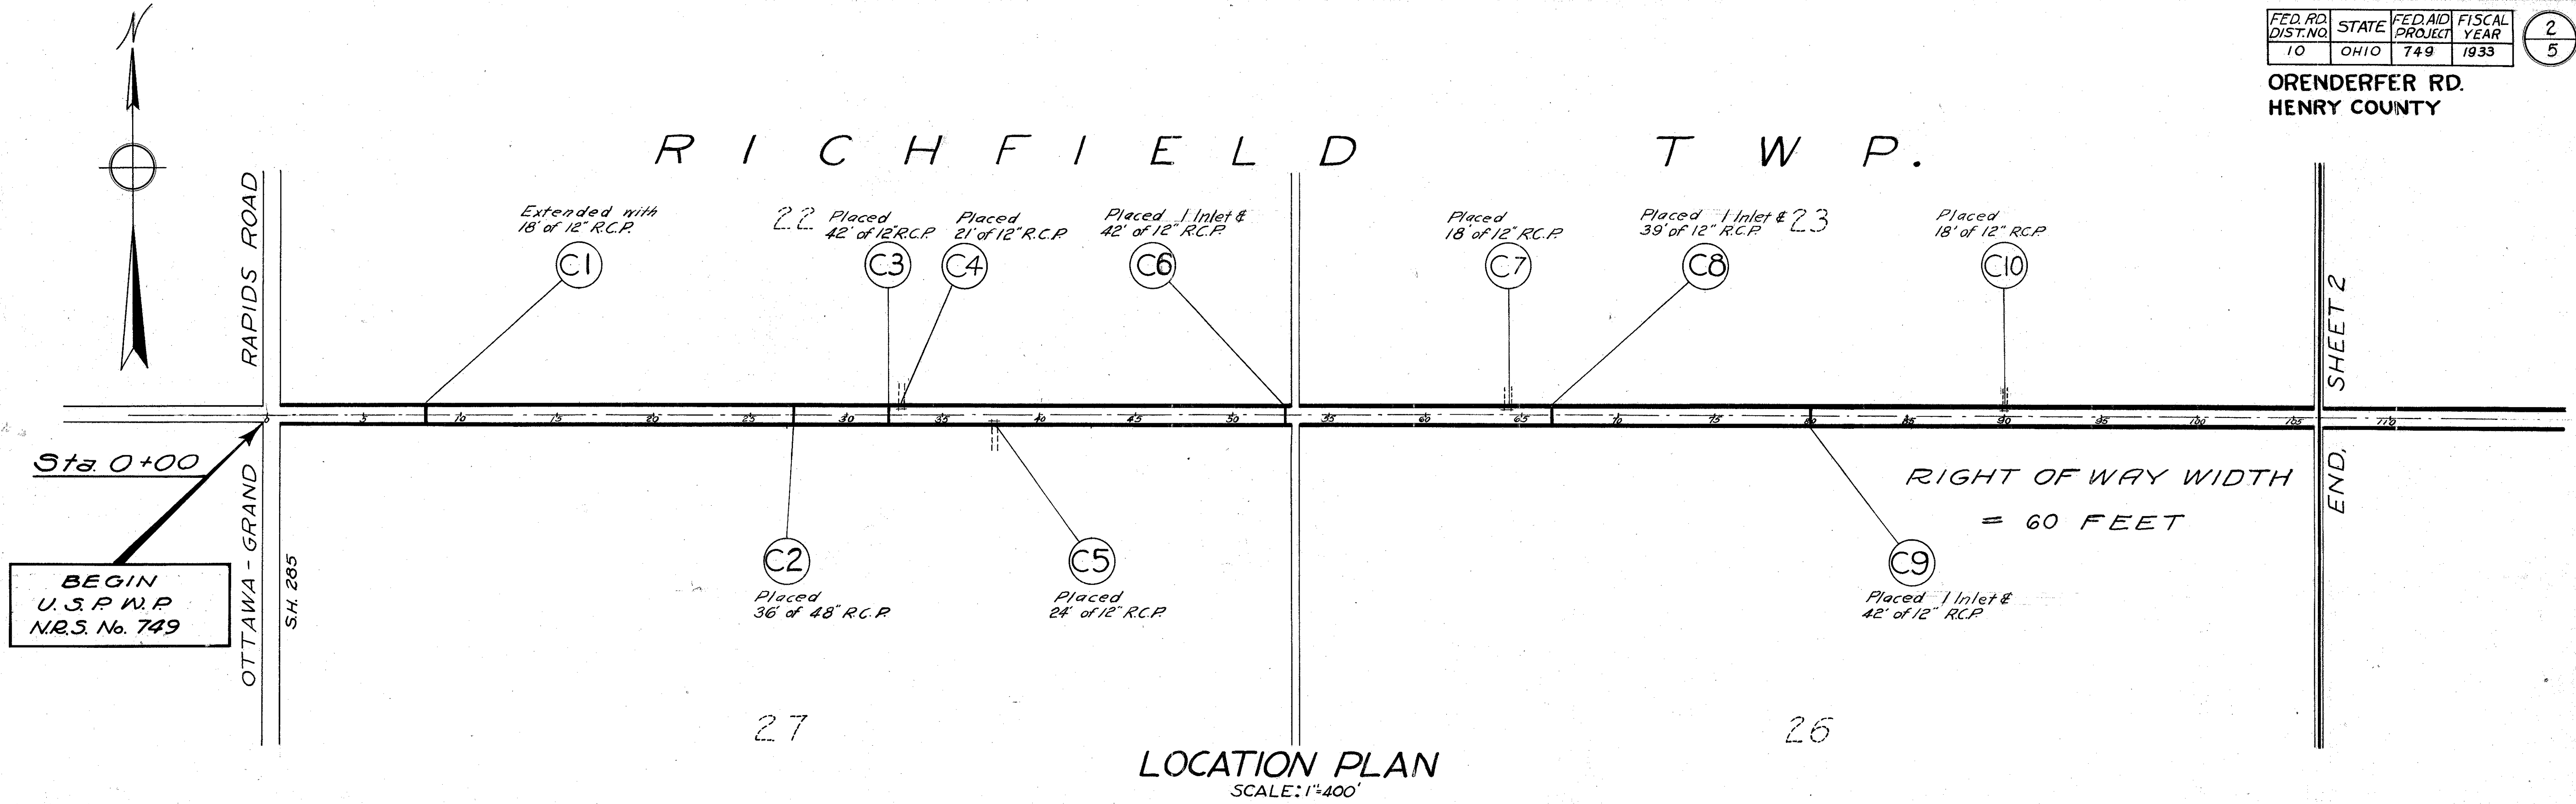 FED. RD. DIST. NO. STATE FED. AID PROJECT FISCAL YEAR
10 OHIO 749 1933
2
5
ORENDERFER RD.
HENRY COUNTY
N
RICHFIELD TWP.
RAPIDS ROAD
Extended with
18' of 12" R.C.P.
C1
22
Placed
42' of 12" R.C.P.
C3
Placed
21' of 12" R.C.P.
C4
Placed 1 Inlet &
42' of 12" R.C.P.
C6
Placed
18' of 12" R.C.P.
C7
Placed 1 Inlet &
39' of 12" R.C.P.
C8
23
Placed
18' of 12" R.C.P.
C10
SHEET 2
0 5 10 15 20 25 30 35 40 45 50 55 60 65 70 75 80 85 90 95 100 105 110
Sta. 0+00
BEGIN
U.S.P.W.P.
N.R.S. No. 749
OTTAWA - GRAND
S.H. 285
C2
Placed
36' of 48" R.C.P.
C5
Placed
24' of 12" R.C.P.
C9
Placed 1 Inlet &
42' of 12" R.C.P.
RIGHT OF WAY WIDTH
= 60 FEET
END,
27
26
LOCATION PLAN
SCALE: 1"=400'